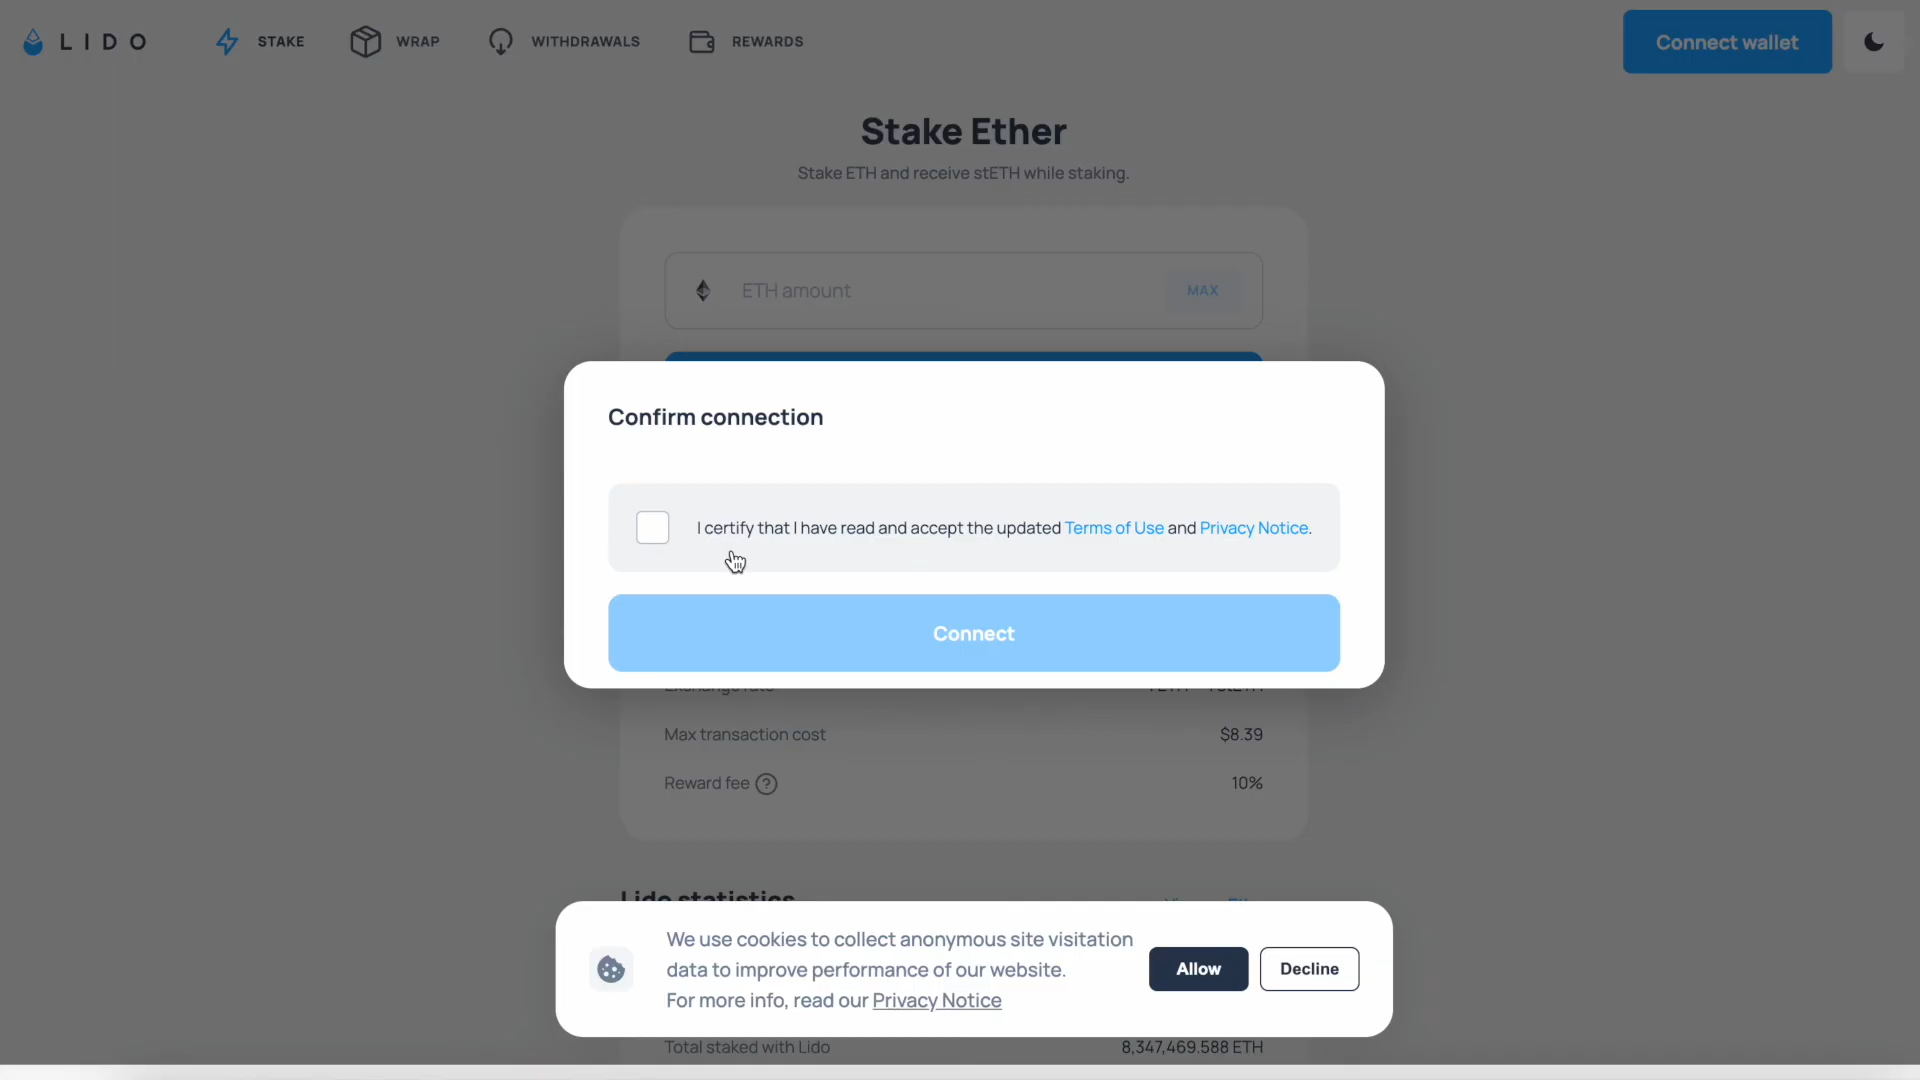 LIDO
STAKE
WRAP
WITHDRAWALS
REWARDS
Connect wallet
Stake Ether
Stake ETH and receive stETH while staking.
ETH amount
MAX
Confirm connection
I certify that I have read and accept the updated Terms of Use and Privacy Notice.
Connect
Max transaction cost
$8.39
Reward fee ?
10%
Lido statistics
We use cookies to collect anonymous site visitation
data to improve performance of our website.
For more info, read our Privacy Notice
Allow
Decline
Total staked with Lido
8,347,469.588 ETH